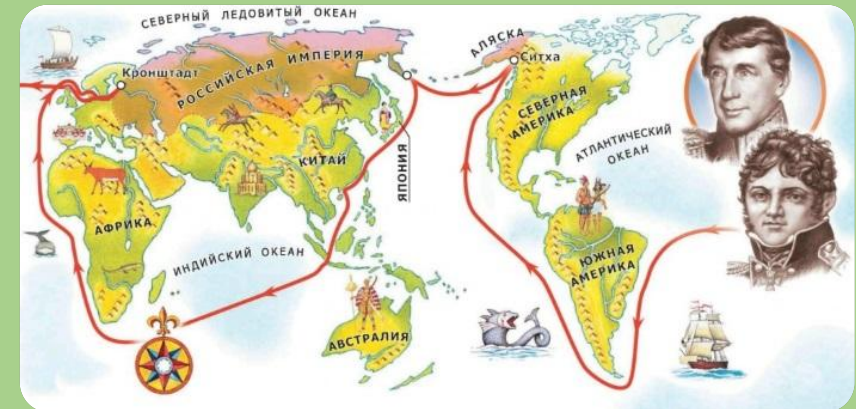 СЕВЕРНЫЙ ЛЕДОВИТЫЙ ОКЕАН
АЛЯСКА
Ситха
Кронштадт
РОССИЙСКАЯ ИМПЕРИЯ
СЕВЕРНАЯ
АМЕРИКА
АТЛАНТИЧЕСКИЙ
ОКЕАН
КИТАЙ
ЯПОНИЯ
АФРИКА
ИНДИЙСКИЙ ОКЕАН
ЮЖНАЯ
АМЕРИКА
АВСТРАЛИЯ